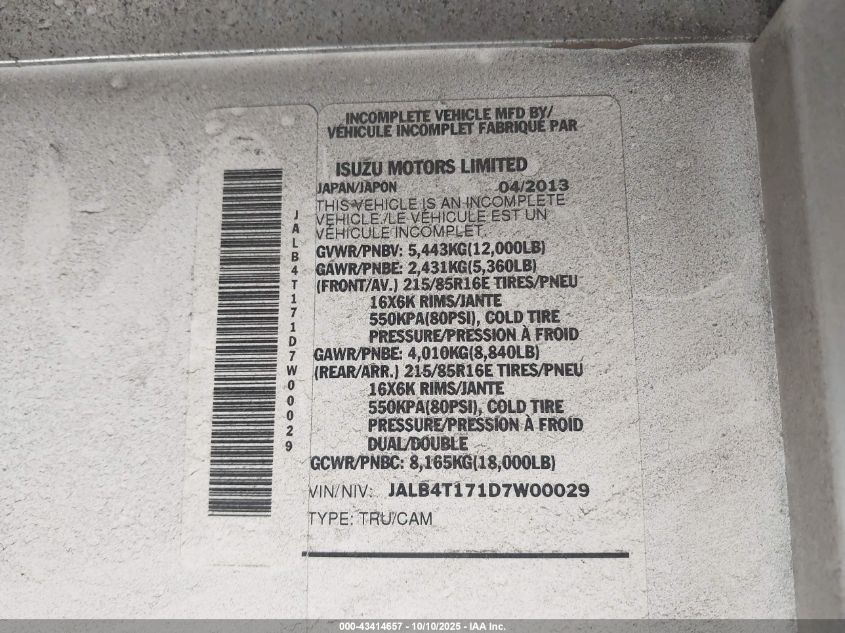 INCOMPLETE VEHICLE MFD BY/
VÉHICULE INCOMPLET FABRIQUÉ PAR
ISUZU MOTORS LIMITED
JAPAN/JAPON 04/2013
THIS VEHICLE IS AN INCOMPLETE
VEHICLE./LE VÉHICULE EST UN
VÉHICULE INCOMPLET.
GVWR/PNBV: 5,443KG(12,000LB)
GAWR/PNBE: 2,431KG(5,360LB)
(FRONT/AV.) 215/85R16E TIRES/PNEU
16X6K RIMS/JANTE
550KPA(80PSI), COLD TIRE
PRESSURE/PRESSION À FROID
GAWR/PNBE: 4,010KG(8,840LB)
(REAR/ARR.) 215/85R16E TIRES/PNEU
16X6K RIMS/JANTE
550KPA(80PSI), COLD TIRE
PRESSURE/PRESSION À FROID
DUAL/DOUBLE
GCWR/PNBC: 8,165KG(18,000LB)
VIN/NIV: JALB4T171D7W00029
TYPE: TRU/CAM
JALB4T171D7W00029
000-43414657 - 10/10/2025 - IAA Inc.